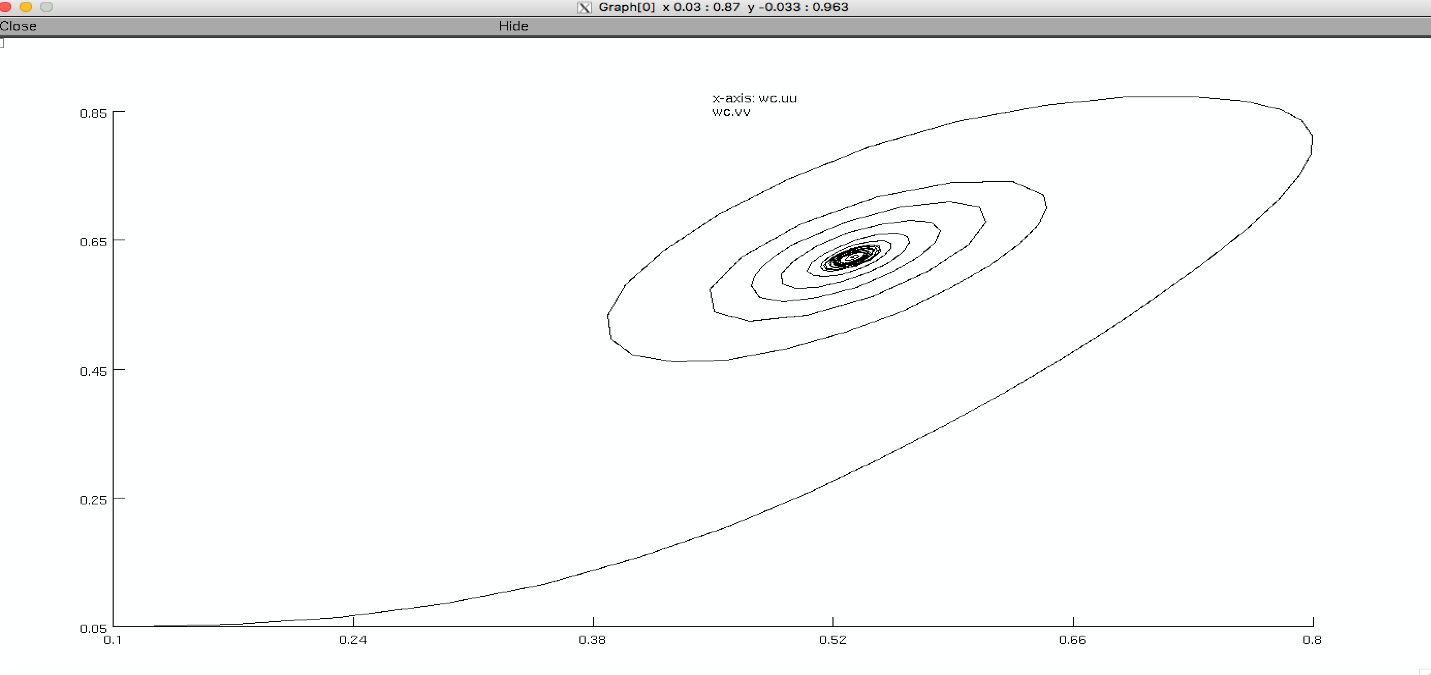 Graph[0] x 0.03 : 0.87 y -0.033 : 0.963
Close Hide
x-axis: wc.uu
wc.vv
0.85
0.65
0.45
0.25
0.05
0.1 0.24 0.38 0.52 0.66 0.8